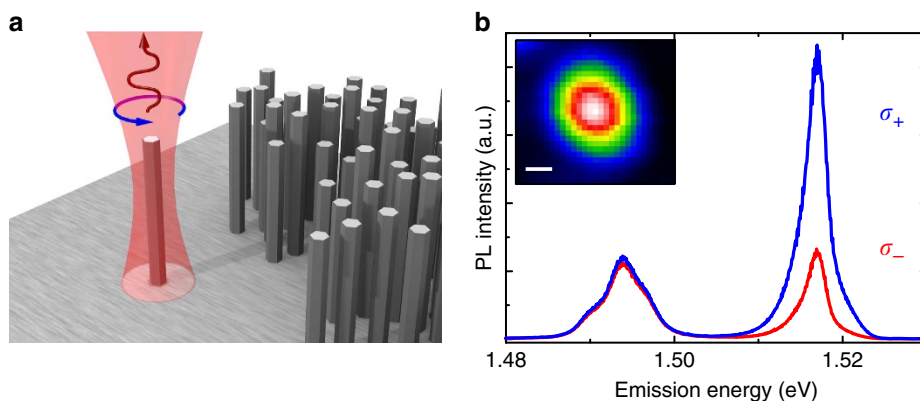 a
b
PL intensity (a.u.)
σ+
σ−
1.48
1.50
1.52
Emission energy (eV)